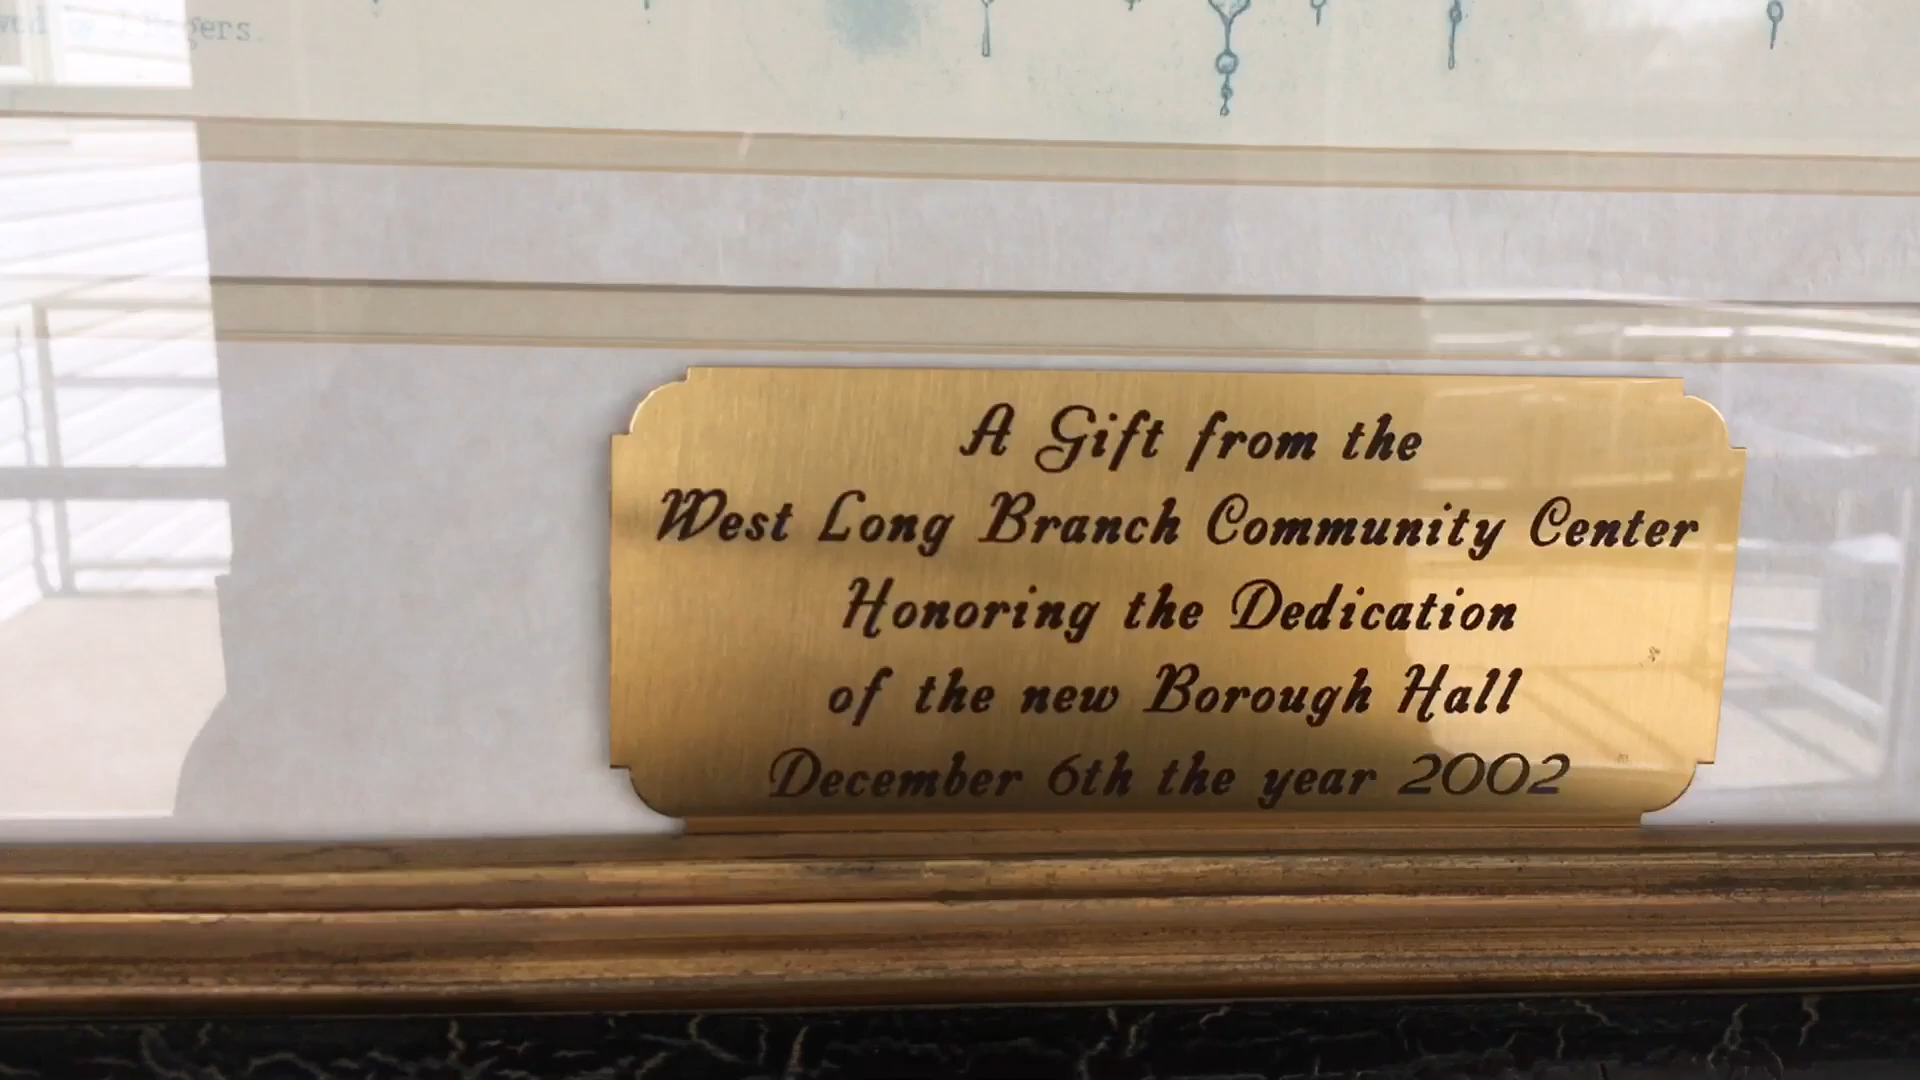 A Gift from the
West Long Branch Community Center
Honoring the Dedication
of the new Borough Hall
December 6th the year 2002